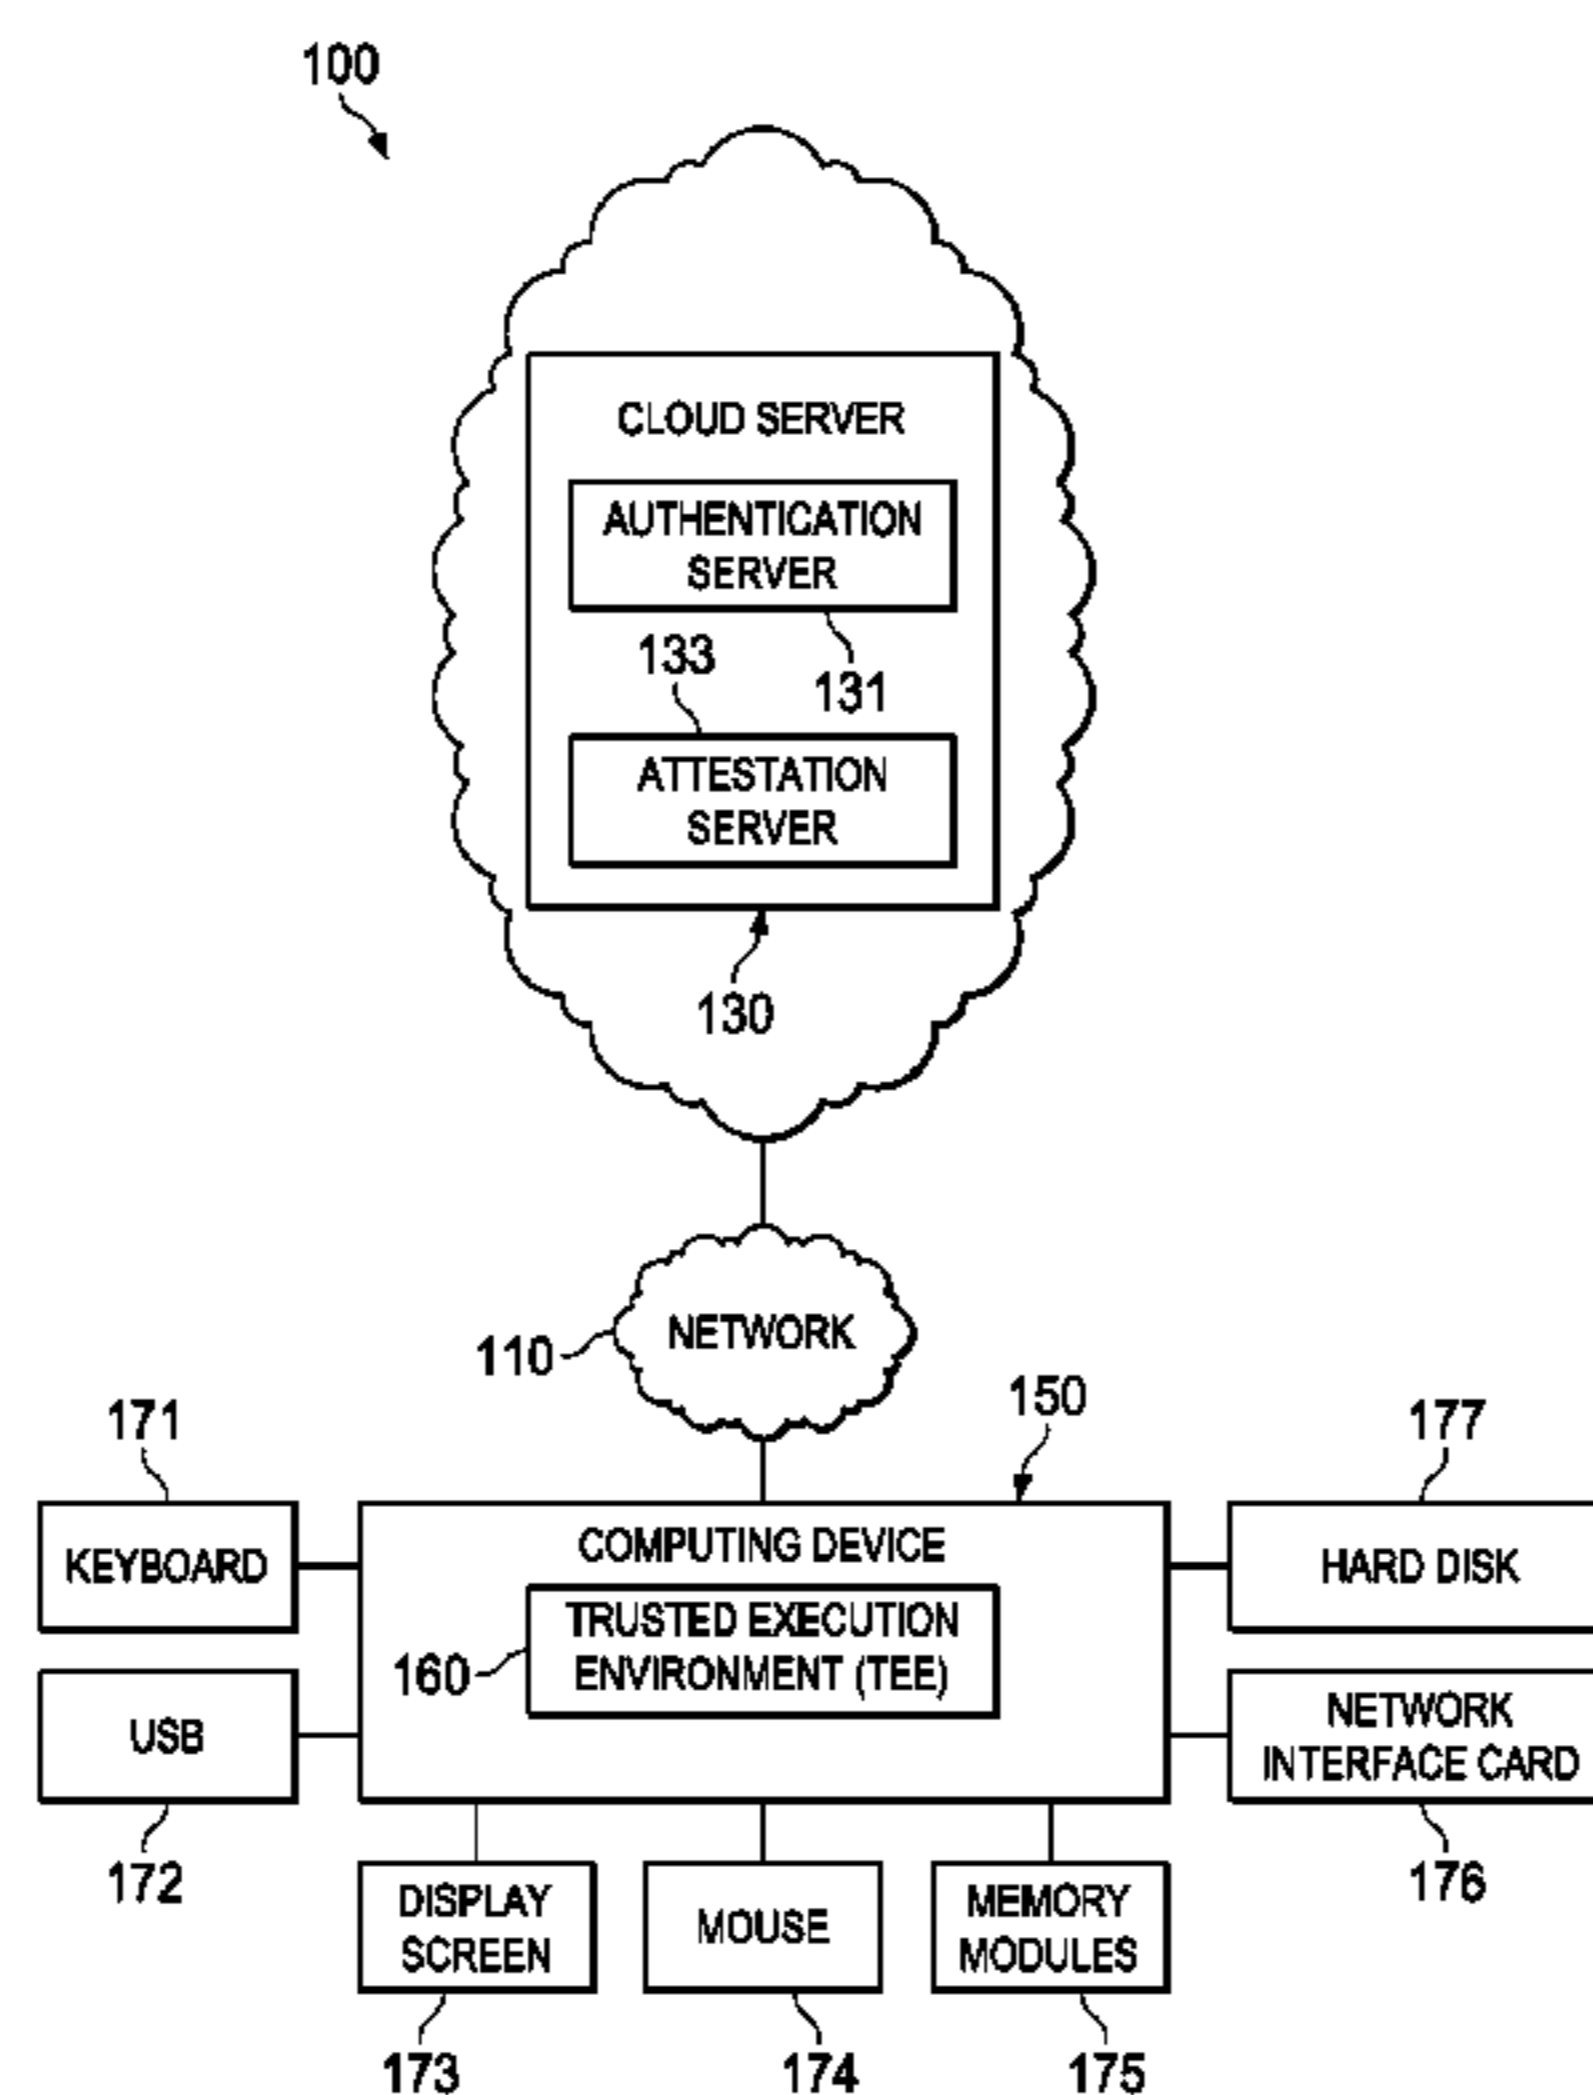 100
CLOUD SERVER
AUTHENTICATION
SERVER
133
131
ATTESTATION
SERVER
130
NETWORK
110
150
171
177
KEYBOARD
COMPUTING DEVICE
HARD DISK
TRUSTED EXECUTION
ENVIRONMENT (TEE)
160
USB
NETWORK
INTERFACE CARD
172
176
DISPLAY
SCREEN
MOUSE
MEMORY
MODULES
173
174
175